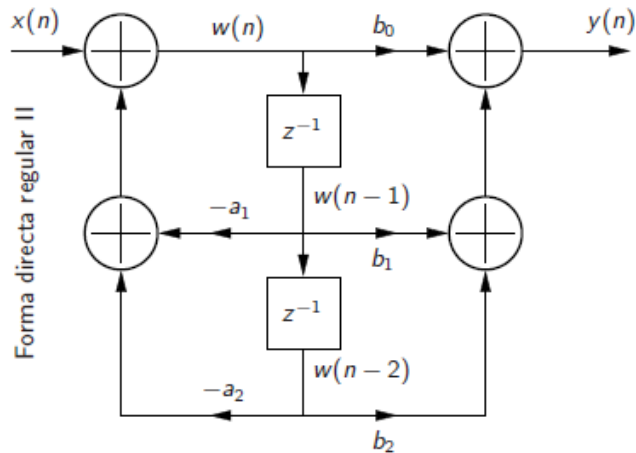 x(n)
w(n)
b₀
y(n)
z⁻¹
w(n − 1)
−a₁
b₁
z⁻¹
w(n − 2)
−a₂
b₂
Forma directa regular II